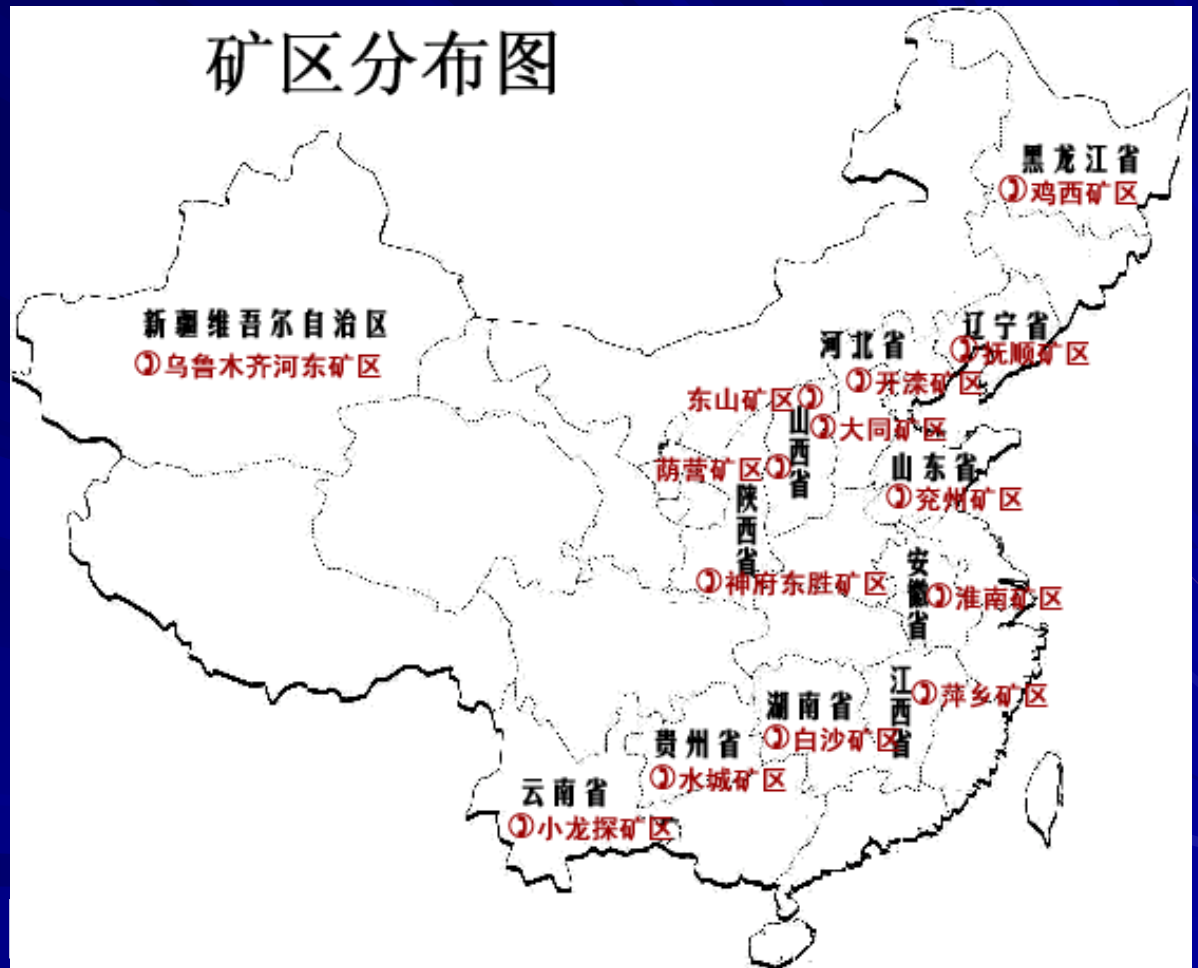 矿区分布图
黑龙江省
鸡西矿区
新疆维吾尔自治区
乌鲁木齐河东矿区
辽宁省
抚顺矿区
河北省
开滦矿区
东山矿区
山西省
大同矿区
荫营矿区
山东省
兖州矿区
陕西省
神府东胜矿区
安徽省
淮南矿区
江西省
萍乡矿区
湖南省
白沙矿区
贵州省
水城矿区
云南省
小龙探矿区